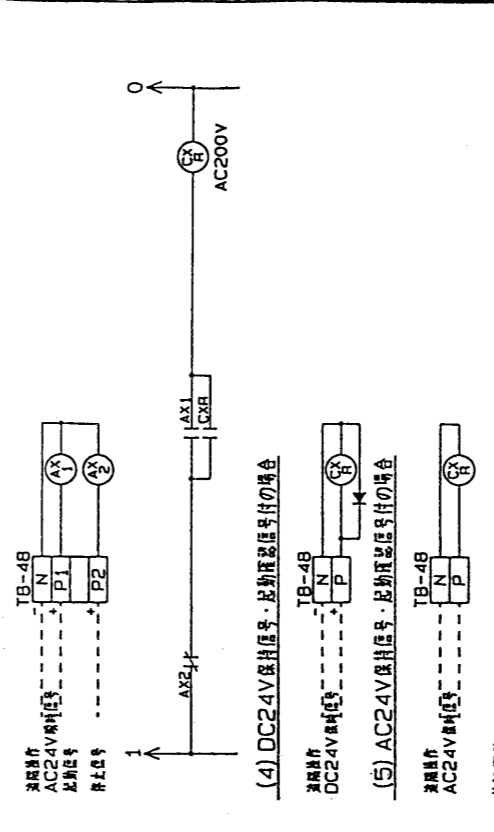 TB-48
遠隔操作
AC24V瞬時信号
起動信号
停止信号
-
N
+
P1
+
P2
AX
1
AX
2
1
AX2
AX1
CXR
CX
R
AC200V
0
(4) DC24V保持信号・起動確認信号付の場合
TB-48
遠隔操作
DC24V保持信号
-
N
+
P
CX
R
(5) AC24V保持信号・起動確認信号付の場合
TB-48
遠隔操作
AC24V保持信号
N
P
CX
R